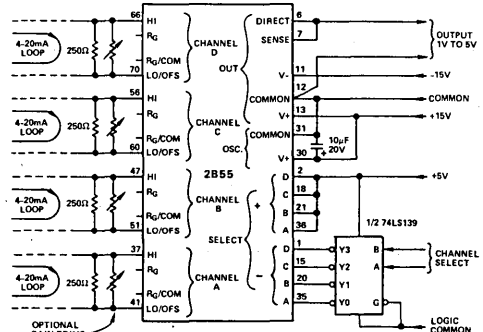 66 HI
4-20mA LOOP
250Ω
RG
RG/COM
70 LO/OFS
CHANNEL D
56 HI
4-20mA LOOP
250Ω
RG
RG/COM
60 LO/OFS
CHANNEL C
47 HI
4-20mA LOOP
250Ω
RG
RG/COM
51 LO/OFS
CHANNEL B
37 HI
4-20mA LOOP
250Ω
RG
RG/COM
41 LO/OFS
CHANNEL A
OPTIONAL
2B55
OUT
DIRECT 6
SENSE 7
OUTPUT 1V TO 5V
V- 11 -15V
12
COMMON COMMON
V+ 13 +15V
OSC.
COMMON 31
10μF 20V
+
V+ 30
SELECT
+
D 2 +5V
C 18
B 21
A 36
−
D 1
C 15
B 20
A 35
1/2 74LS139
Y3 B
Y2 A
Y1
Y0 G
CHANNEL SELECT
LOGIC COMMON